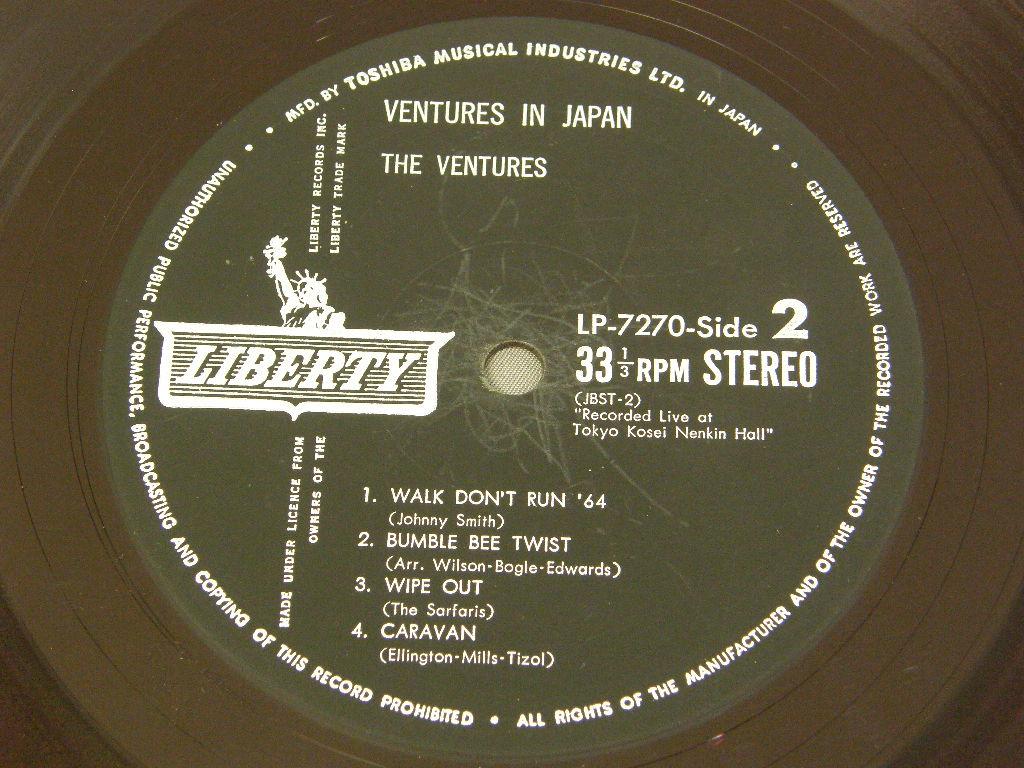 MFD. BY TOSHIBA MUSICAL INDUSTRIES LTD. IN JAPAN
VENTURES IN JAPAN
THE VENTURES
LIBERTY RECORDS INC.
LIBERTY TRADE MARK
LIBERTY
MADE UNDER LICENCE FROM
OWNERS OF THE
LP-7270-Side 2
33 1/3 RPM STEREO
(JBST-2)
"Recorded Live at
Tokyo Kosei Nenkin Hall"
1. WALK DON'T RUN '64
(Johnny Smith)
2. BUMBLE BEE TWIST
(Arr. Wilson-Bogle-Edwards)
3. WIPE OUT
(The Sarfaris)
4. CARAVAN
(Ellington-Mills-Tizol)
UNAUTHORIZED PUBLIC PERFORMANCE, BROADCASTING AND COPYING OF THIS RECORD PROHIBITED • ALL RIGHTS OF THE MANUFACTURER AND OF THE OWNER OF THE RECORDED WORK ARE RESERVED